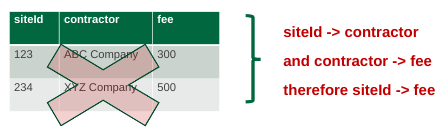 siteId contractor fee
123 ABC Company 300
234 XYZ Company 500
siteId -> contractor
and contractor -> fee
therefore siteId -> fee